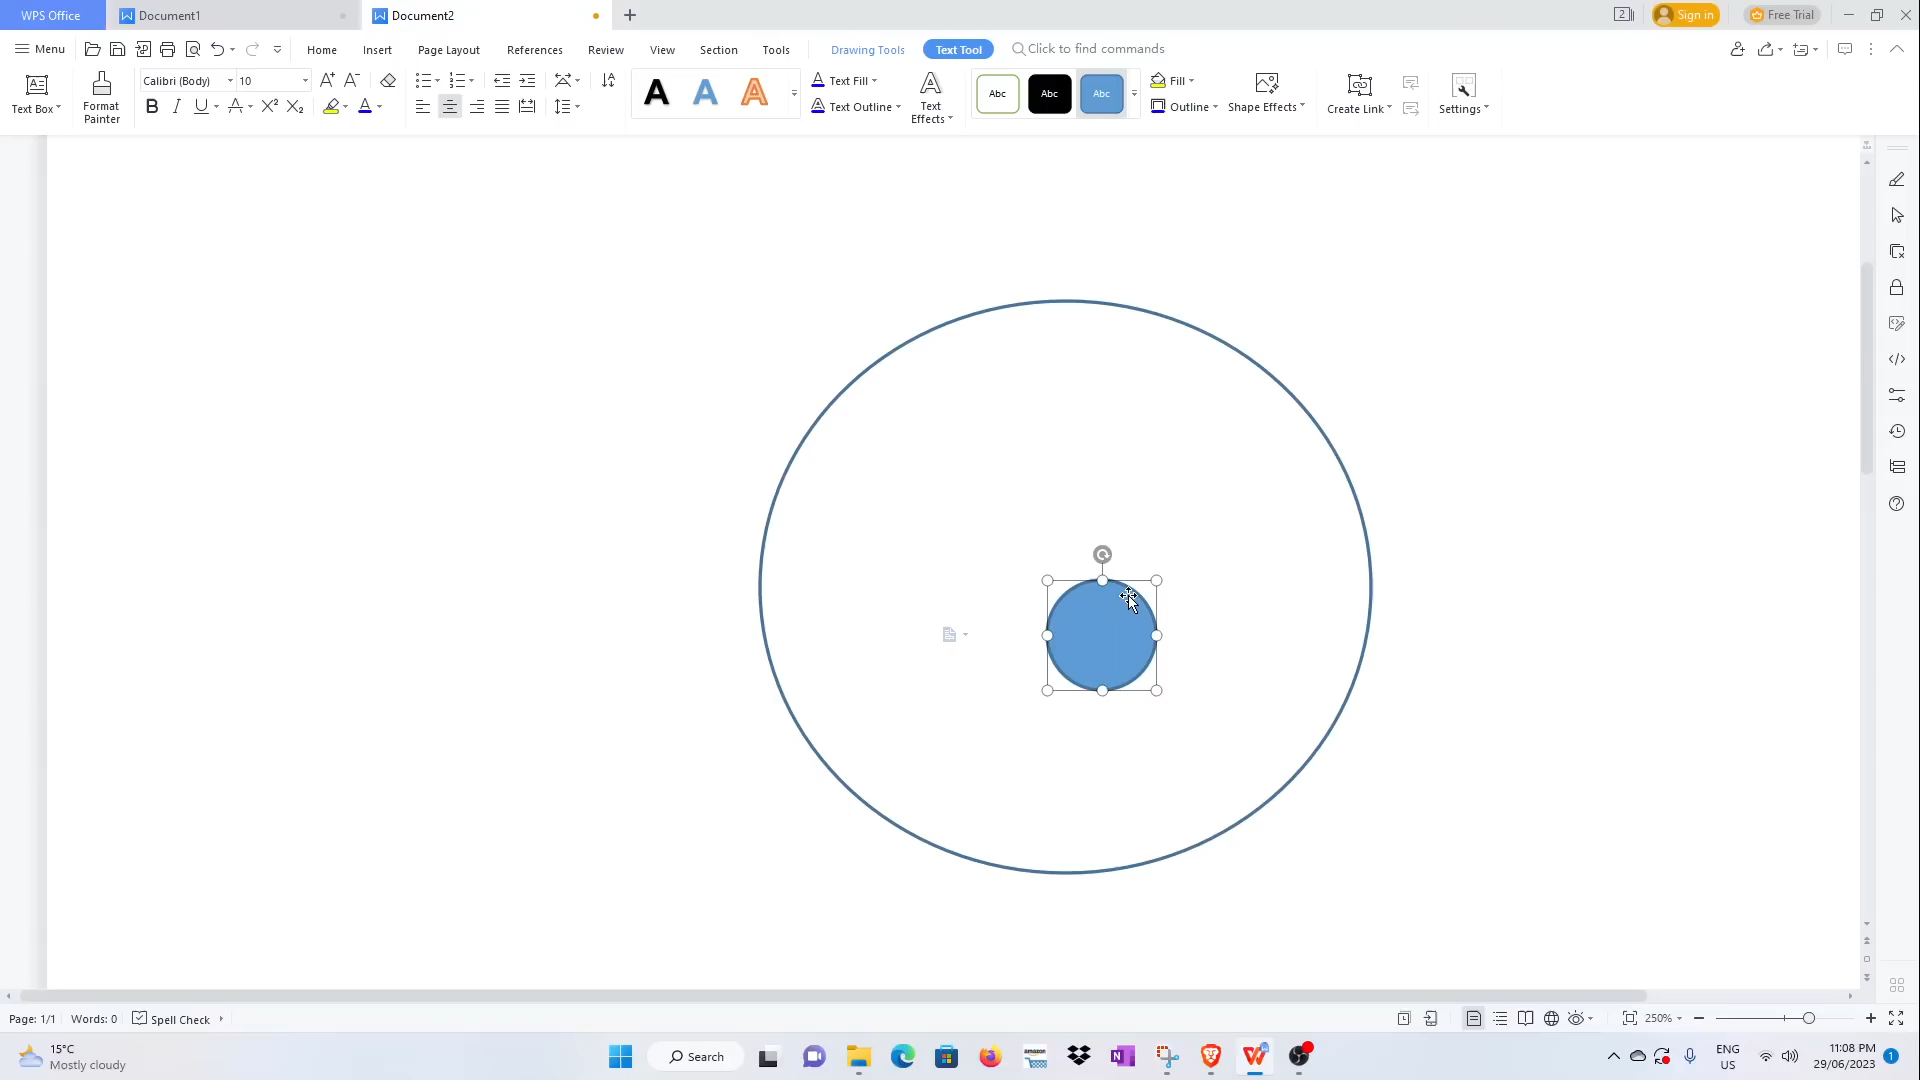 WPS Office
Document1
Document2
2
Sign in
Free Trial
Menu
Home
Insert
Page Layout
References
Review
View
Section
Tools
Drawing Tools
Text Tool
Click to find commands
Text Box
Format Painter
Calibri (Body)
10
Text Fill
Text Outline
Text Effects
Abc
Abc
Abc
Fill
Outline
Shape Effects
Create Link
Settings
Page: 1/1
Words: 0
Spell Check
250%
15°C
Mostly cloudy
Search
amazon
ENG
US
11:08 PM
29/06/2023
1